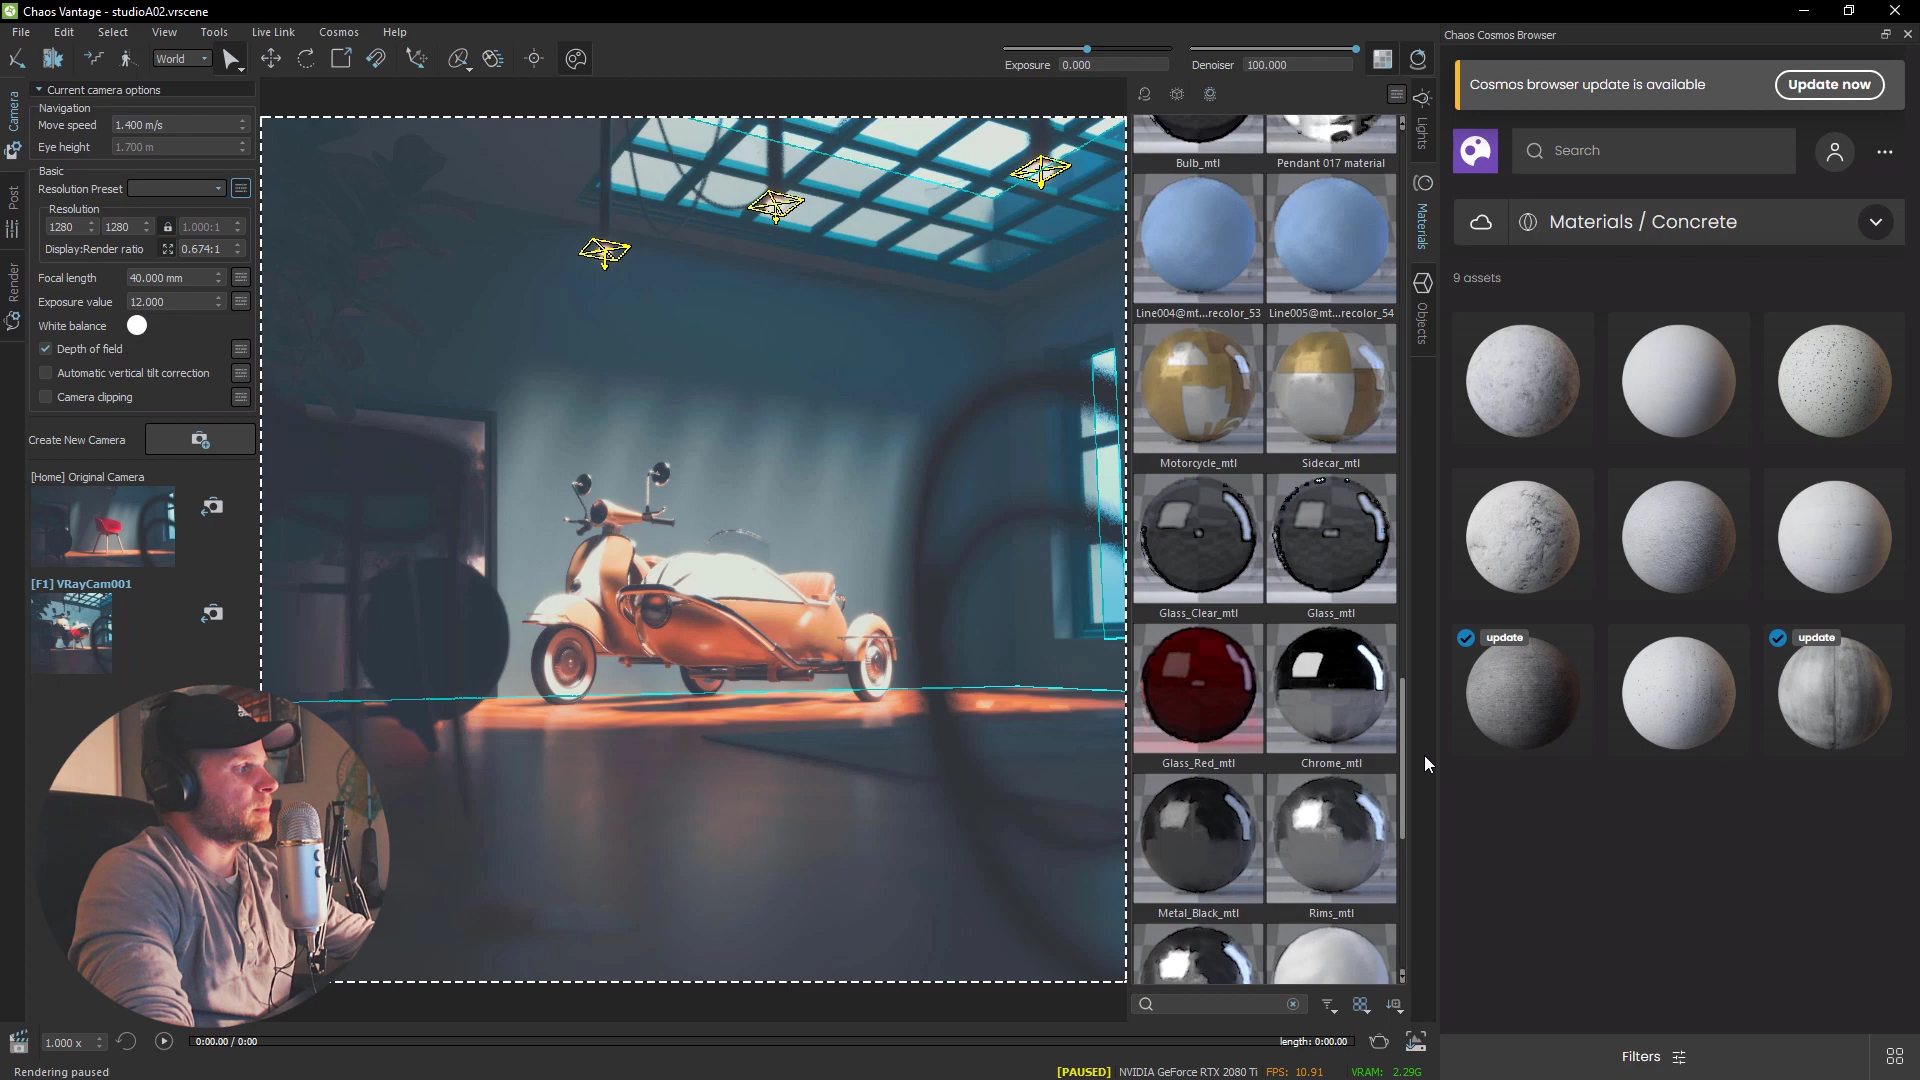 Chaos Vantage - studioA02.vrscene
File Edit Select View Tools Live Link Cosmos Help
World
Exposure 0.000
Denoiser 100.000
Current camera options
Navigation
Move speed 1.400 m/s
Eye height 1.700 m
Basic
Resolution Preset
Resolution
1280 1280 1.000:1
Display:Render ratio 0.674:1
Focal length 40.000 mm
Exposure value 12.000
White balance
Depth of field
Automatic vertical tilt correction
Camera clipping
Create New Camera
[Home] Original Camera
[F1] VRayCam001
Camera
Post
Render
Bulb_mtl Pendant 017 material
Line004@mt...recolor_53 Line005@mt...recolor_54
Motorcycle_mtl Sidecar_mtl
Glass_Clear_mtl Glass_mtl
Glass_Red_mtl Chrome_mtl
Metal_Black_mtl Rims_mtl
Lights
Materials
Objects
Chaos Cosmos Browser
Cosmos browser update is available Update now
Search
Materials / Concrete
9 assets
update update
Filters
1.000 x
0:00.00 / 0:00
length: 0:00.00
Rendering paused
[PAUSED] NVIDIA GeForce RTX 2080 Ti FPS: 10.91 VRAM: 2.29G